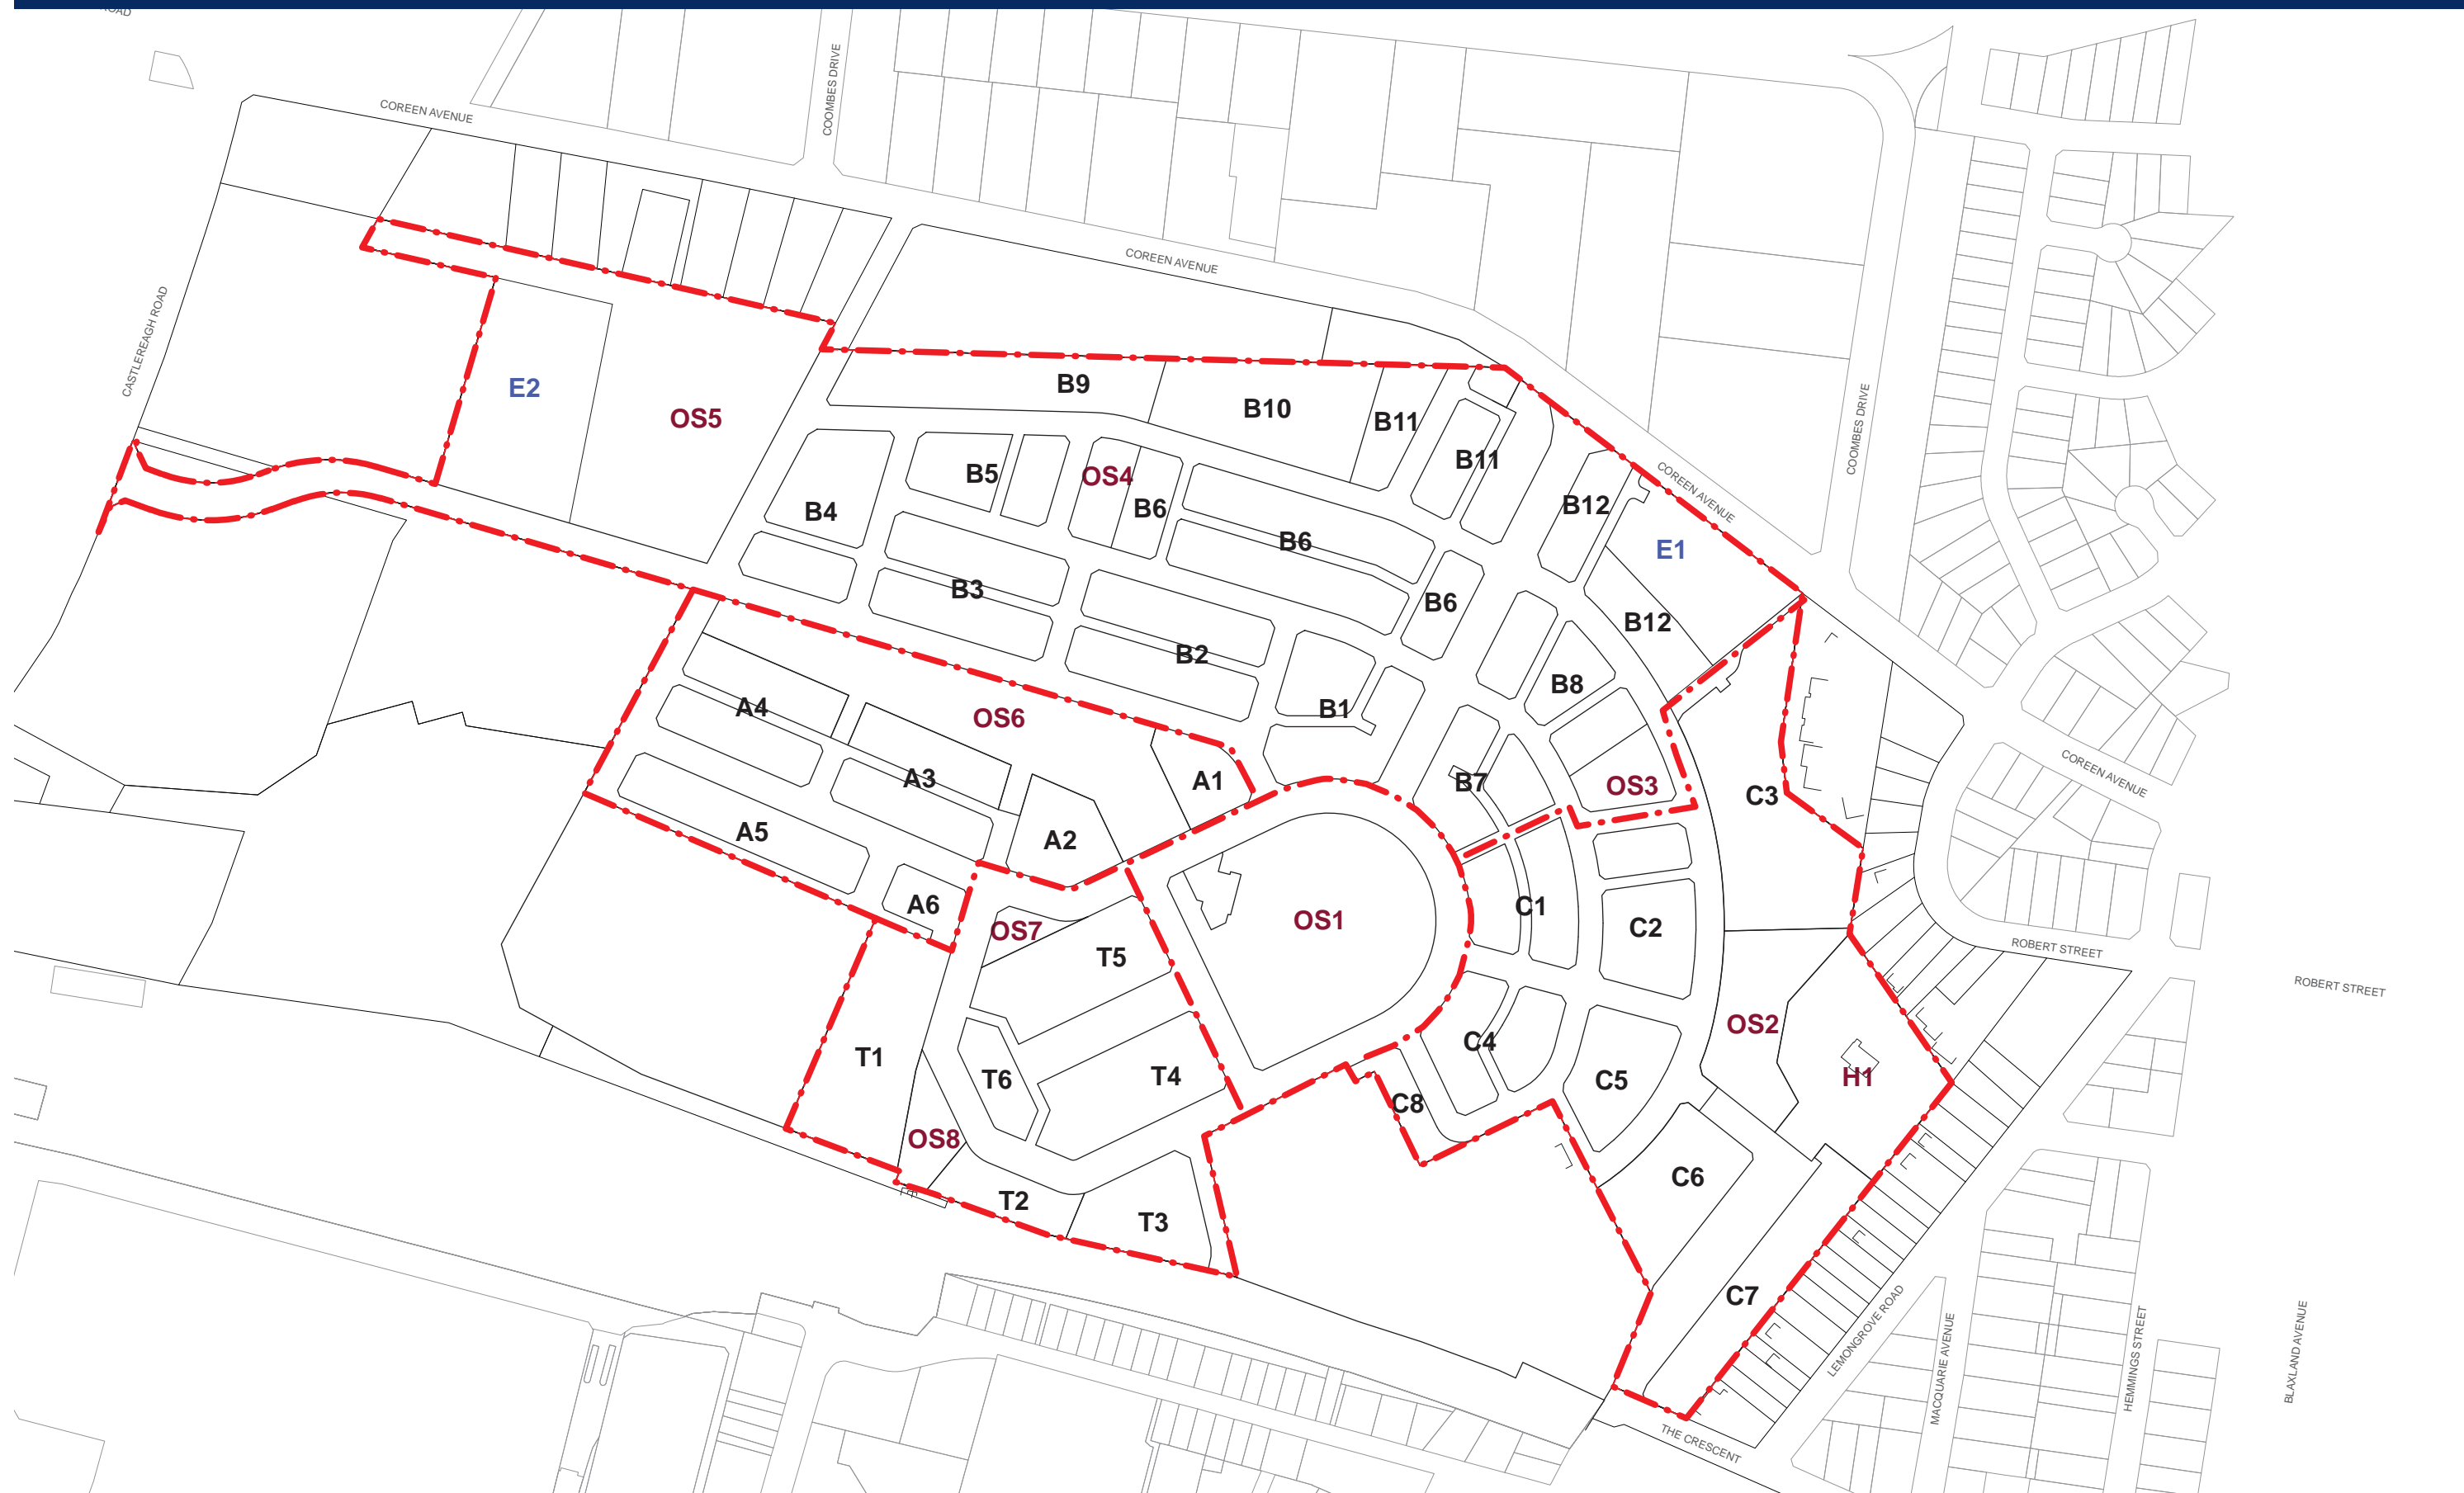 ROAD
COOMBES DRIVE
COREEN AVENUE
COREEN AVENUE
CASTLEREAGH ROAD
E2
OS5
B9
B10
B11
B11
COOMBES DRIVE
COREEN AVENUE
B5
OS4
B4
B6
B12
B6
E1
B3
B6
B12
B2
B8
A4
OS6
B1
A3
A1
B7
OS3
C3
COREEN AVENUE
A5
A2
A6
OS7
OS1
C1
C2
T5
ROBERT STREET
ROBERT STREET
OS2
T1
T6
T4
C4
C5
H1
C8
OS8
C6
T2
T3
C7
LEMONGROVE ROAD
MACQUARIE AVENUE
HEMMINGS STREET
BLAXLAND AVENUE
THE CRESCENT